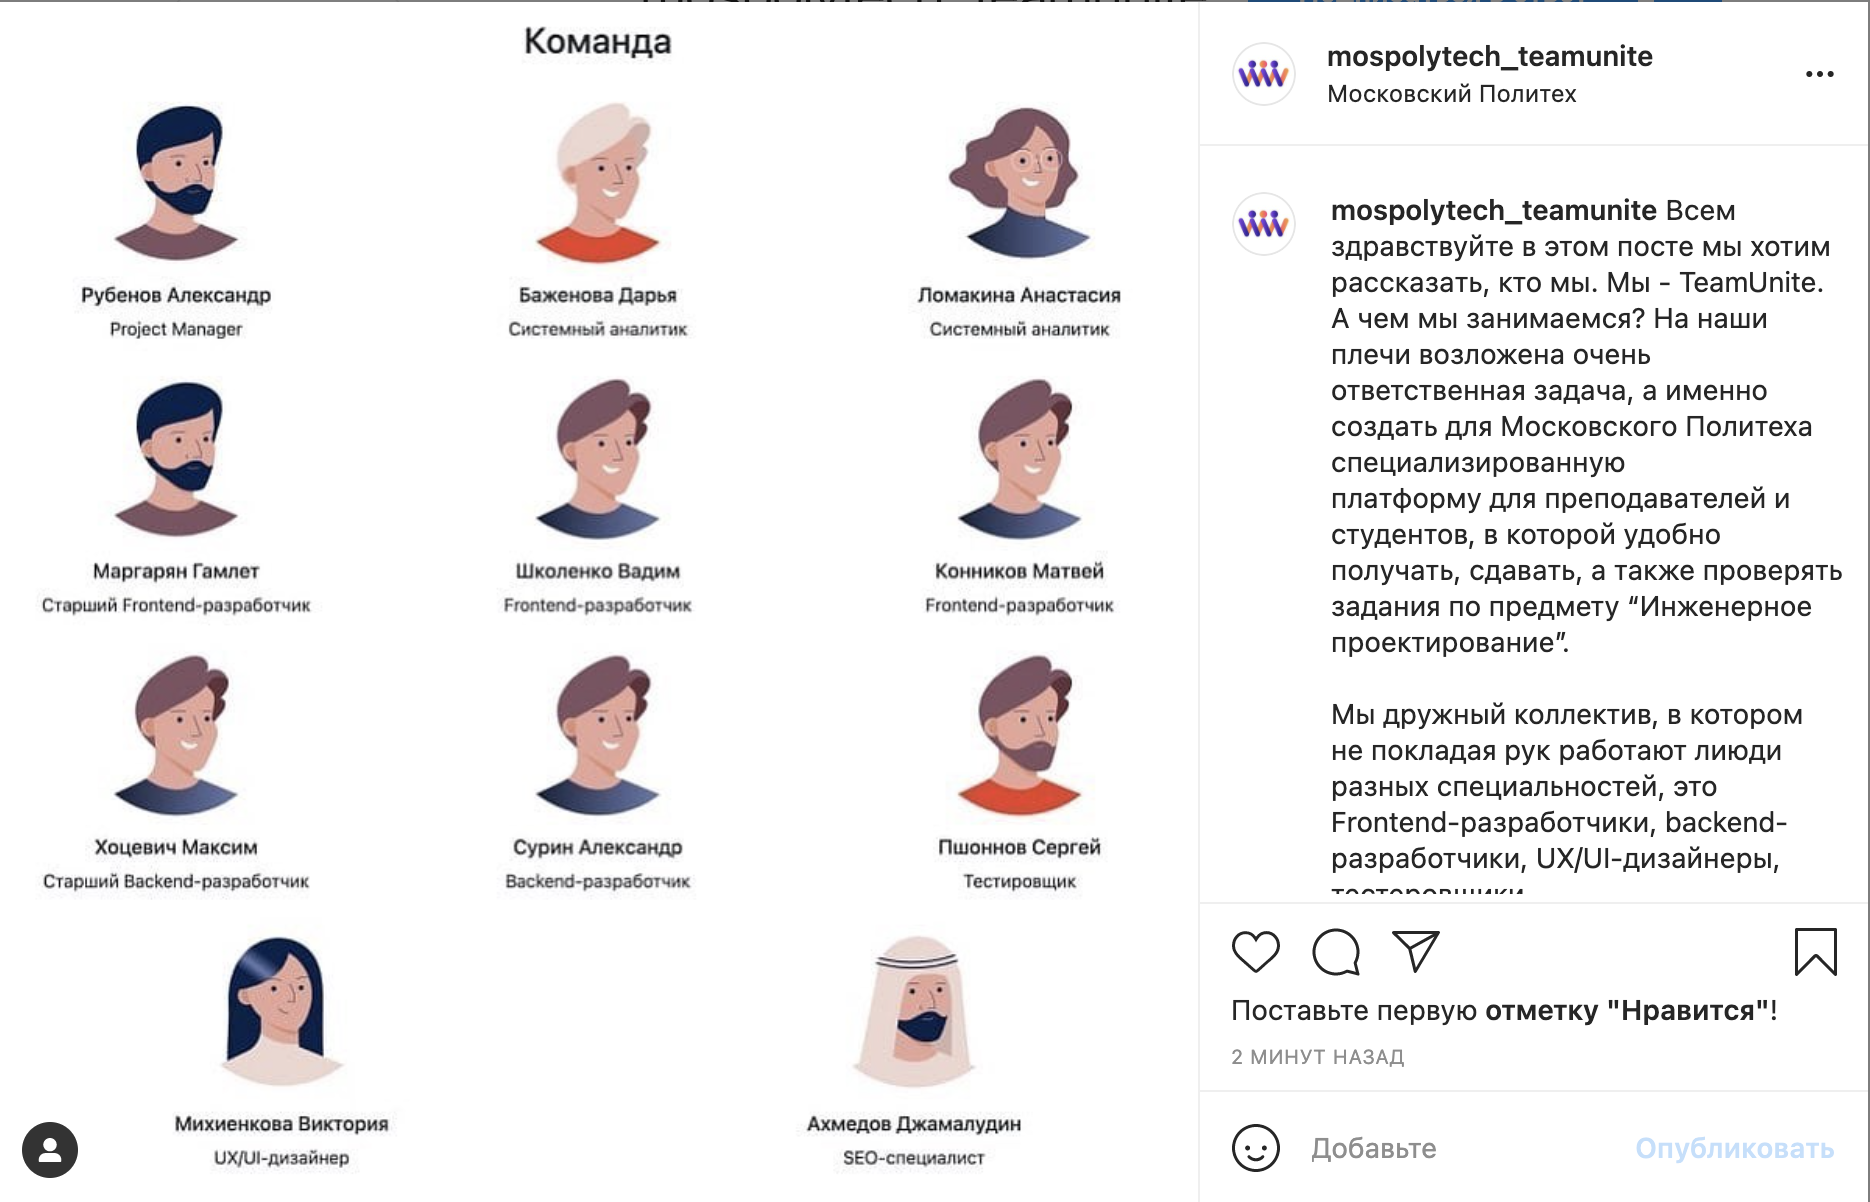 Команда
Рубенов Александр
Project Manager
Баженова Дарья
Системный аналитик
Ломакина Анастасия
Системный аналитик
Маргарян Гамлет
Старший Frontend-разработчик
Школенко Вадим
Frontend-разработчик
Конников Матвей
Frontend-разработчик
Хоцевич Максим
Старший Backend-разработчик
Сурин Александр
Backend-разработчик
Пшоннов Сергей
Тестировщик
Михиенкова Виктория
UX/UI-дизайнер
Ахмедов Джамалудин
SEO-специалист
mospolytech_teamunite
Московский Политех
mospolytech_teamunite Всем
здравствуйте в этом посте мы хотим
рассказать, кто мы. Мы - TeamUnite.
А чем мы занимаемся? На наши
плечи возложена очень
ответственная задача, а именно
создать для Московского Политеха
специализированную
платформу для преподавателей и
студентов, в которой удобно
получать, сдавать, а также проверять
задания по предмету “Инженерное
проектирование”.
Мы дружный коллектив, в котором
не покладая рук работают лиюди
разных специальностей, это
Frontend-разработчики, backend-
разработчики, UX/UI-дизайнеры,
Поставьте первую отметку "Нравится"!
2 МИНУТ НАЗАД
Добавьте
Опубликовать